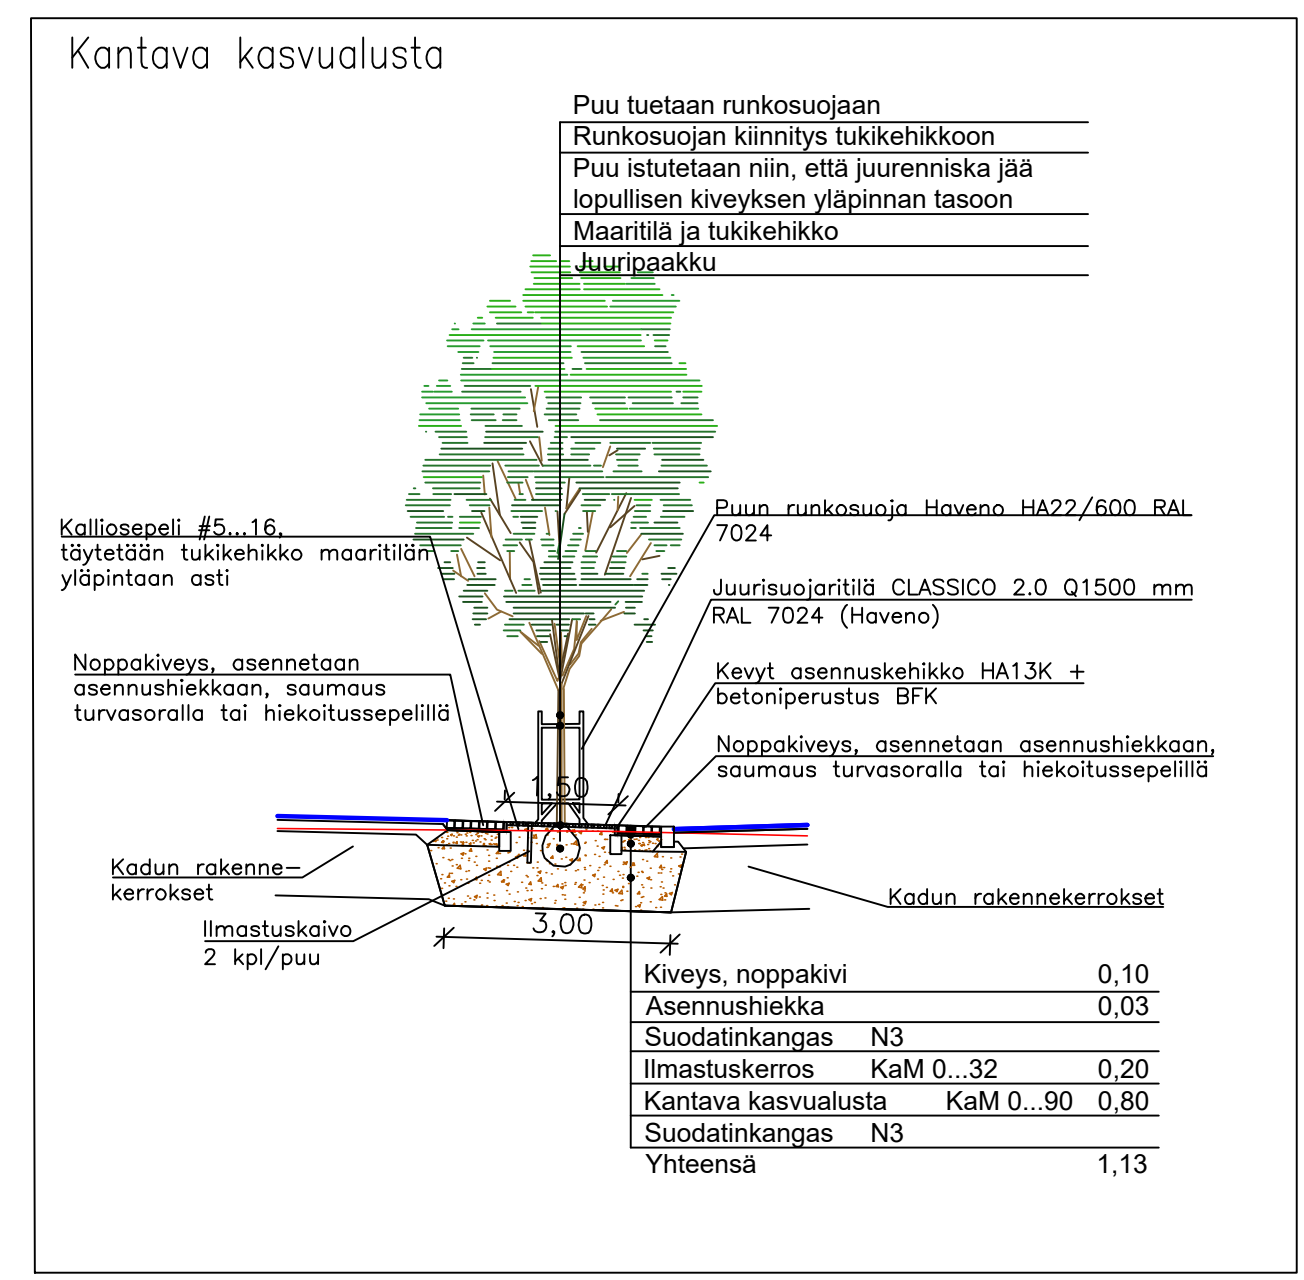 Kantava kasvualusta
Puu tuetaan runkosuojaan
Runkosuojan kiinnitys tukikehikkoon
Puu istutetaan niin, että juurenniska jää
lopullisen kiveyksen yläpinnan tasoon
Maaritilä ja tukikehikko
Juuripaakku
Kalliosepeli #5...16,
täytetään tukikehikko maaritilän
yläpintaan asti
Noppakiveys, asennetaan
asennushiekkaan, saumaus
turvasoralla tai hiekoitussepelillä
Puun runkosuoja Haveno HA22/600 RAL
7024
Juurisuojaritilä CLASSICO 2.0 Q1500 mm
RAL 7024 (Haveno)
Kevyt asennuskehikko HA13K +
betoniperustus BFK
Noppakiveys, asennetaan asennushiekkaan,
saumaus turvasoralla tai hiekoitussepelillä
1,50
Kadun rakenne-
kerrokset
Ilmastuskaivo
2 kpl/puu
3,00
Kadun rakennekerrokset
Kiveys, noppakivi 0,10
Asennushiekka 0,03
Suodatinkangas N3
Ilmastuskerros KaM 0...32 0,20
Kantava kasvualusta KaM 0...90 0,80
Suodatinkangas N3
Yhteensä 1,13